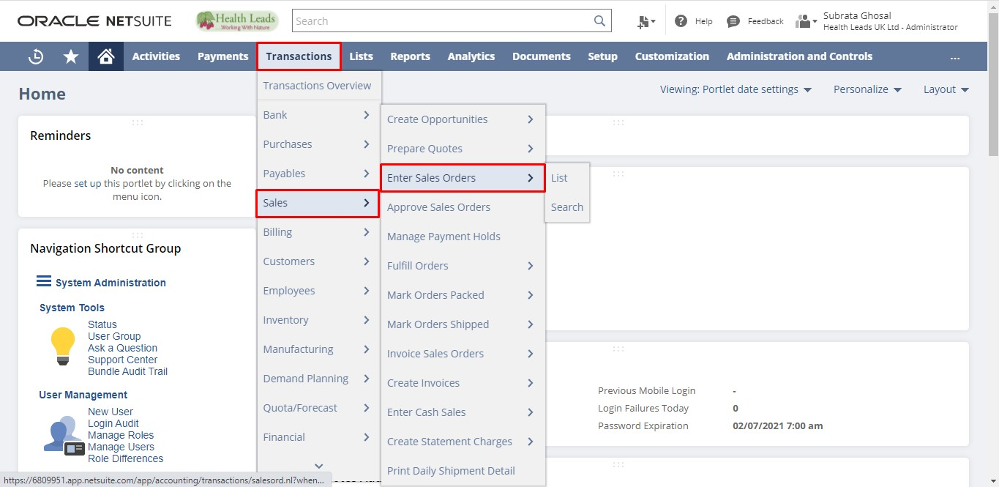 ORACLE NETSUITE
Health Leads
Working With Nature
Search
Help
Feedback
Subrata Ghosal
Health Leads UK Ltd - Administrator
Activities
Payments
Transactions
Lists
Reports
Analytics
Documents
Setup
Customization
Administration and Controls
...
Home
Viewing: Portlet date settings
Personalize
Layout
Reminders
No content
Please set up this portlet by clicking on the
menu icon.
Navigation Shortcut Group
System Administration
System Tools
Status
User Group
Ask a Question
Support Center
Bundle Audit Trail
User Management
New User
Login Audit
Manage Roles
Manage Users
Role Differences
Transactions Overview
Bank
Purchases
Payables
Sales
Billing
Customers
Employees
Inventory
Manufacturing
Demand Planning
Quota/Forecast
Financial
Create Opportunities
Prepare Quotes
Enter Sales Orders
Approve Sales Orders
Manage Payment Holds
Fulfill Orders
Mark Orders Packed
Mark Orders Shipped
Invoice Sales Orders
Create Invoices
Enter Cash Sales
Create Statement Charges
Print Daily Shipment Detail
List
Search
Previous Mobile Login -
Login Failures Today 0
Password Expiration 02/07/2021 7:00 am
https://6809951.app.netsuite.com/app/accounting/transactions/salesord.nl?when...